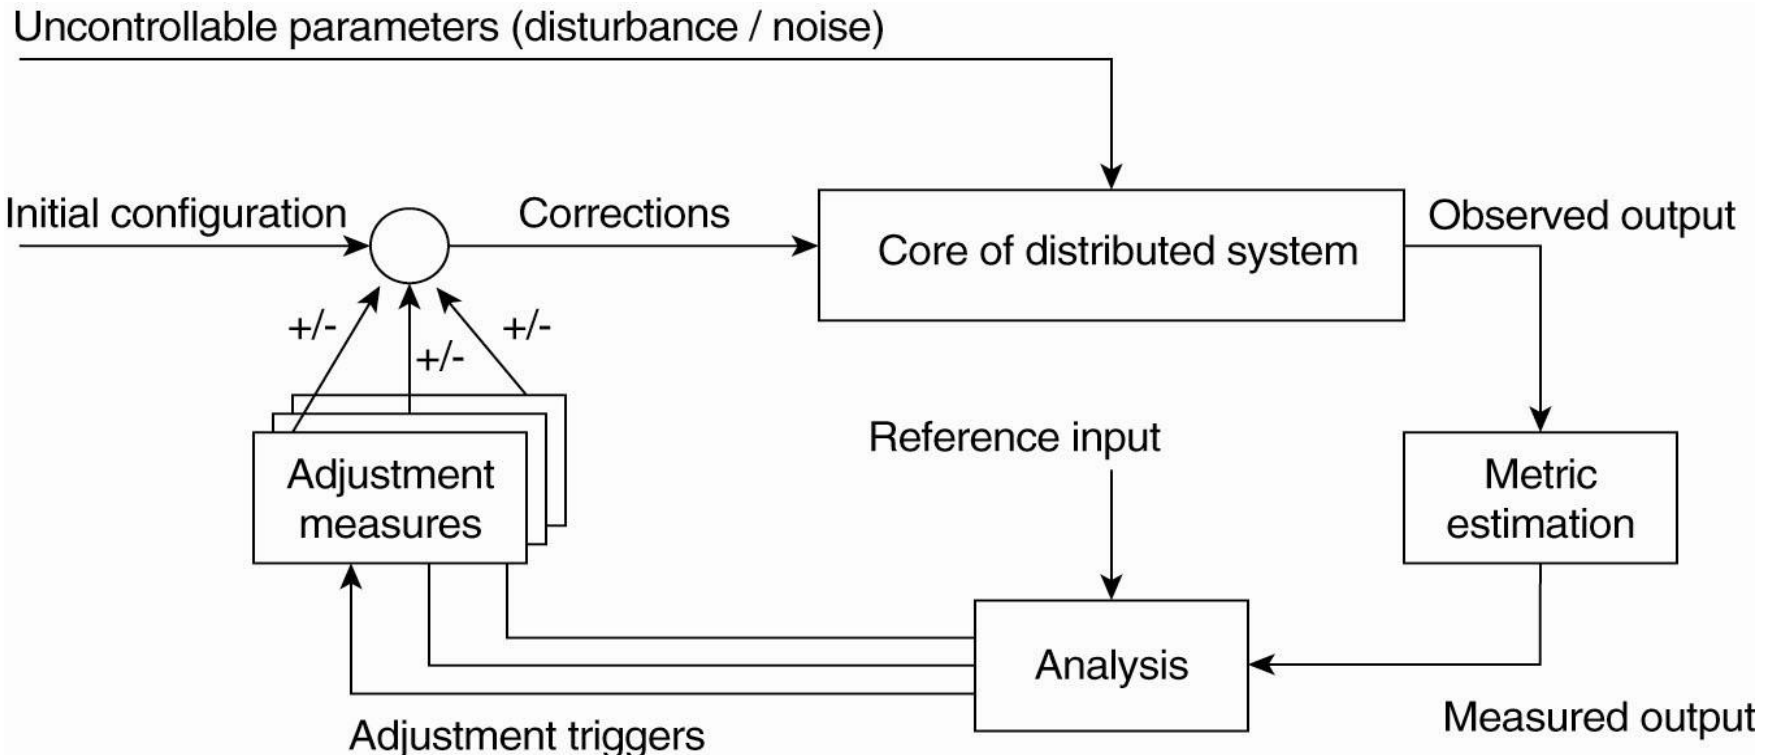 Uncontrollable parameters (disturbance / noise)
Initial configuration
Corrections
Core of distributed system
Observed output
+/-
+/-
+/-
Reference input
Adjustment
measures
Metric
estimation
Analysis
Adjustment triggers
Measured output